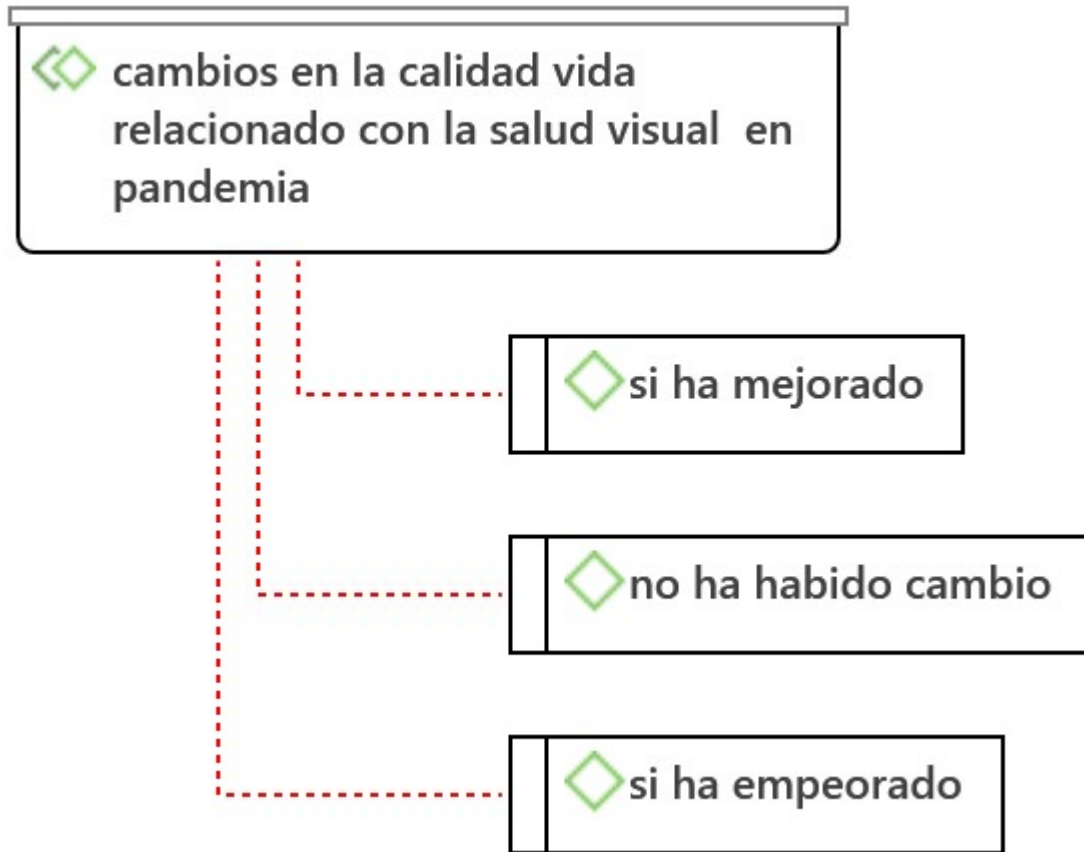 cambios en la calidad vida
relacionado con la salud visual en
pandemia
si ha mejorado
no ha habido cambio
si ha empeorado